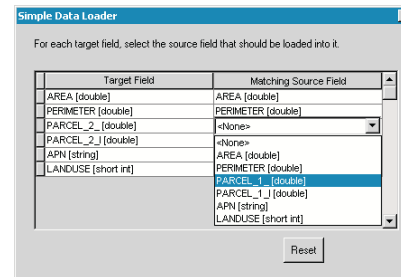 Simple Data Loader
For each target field, select the source field that should be loaded into it.
Target Field Matching Source Field
AREA [double] AREA [double]
PERIMETER [double] PERIMETER [double]
PARCEL_2_ [double] <None>
PARCEL_2_I [double] <None>
APN [string] AREA [double]
LANDUSE [short int] PERIMETER [double]
PARCEL_1_ [double]
PARCEL_1_I [double]
APN [string]
LANDUSE [short int]
Reset